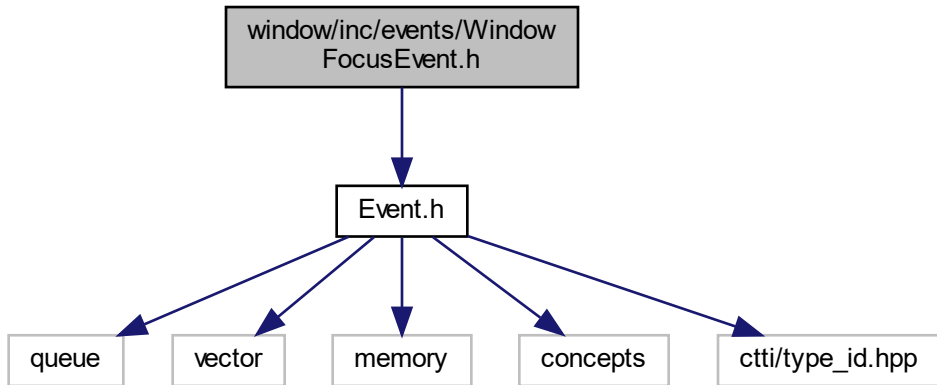 window/inc/events/Window
FocusEvent.h
Event.h
queue
vector
memory
concepts
ctti/type_id.hpp